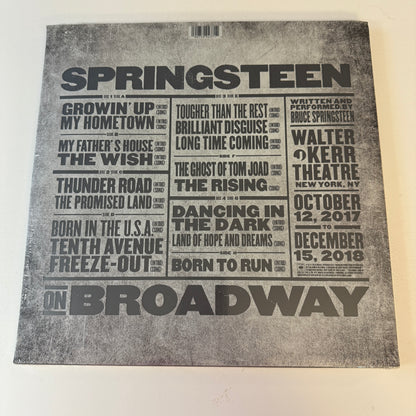 SPRINGSTEEN
GROWIN' UP
MY HOMETOWN
MY FATHER'S HOUSE
THE WISH
THUNDER ROAD
THE PROMISED LAND
BORN IN THE U.S.A.
TENTH AVENUE
FREEZE-OUT
TOUGHER THAN THE REST
BRILLIANT DISGUISE
LONG TIME COMING
THE GHOST OF TOM JOAD
THE RISING
DANCING IN
THE DARK
LAND OF HOPE AND DREAMS
BORN TO RUN
WRITTEN AND
PERFORMED BY
BRUCE SPRINGSTEEN
WALTER
KERR
THEATRE
NEW YORK, NY
OCTOBER
12, 2017
TO
DECEMBER
15, 2018
ON BROADWAY